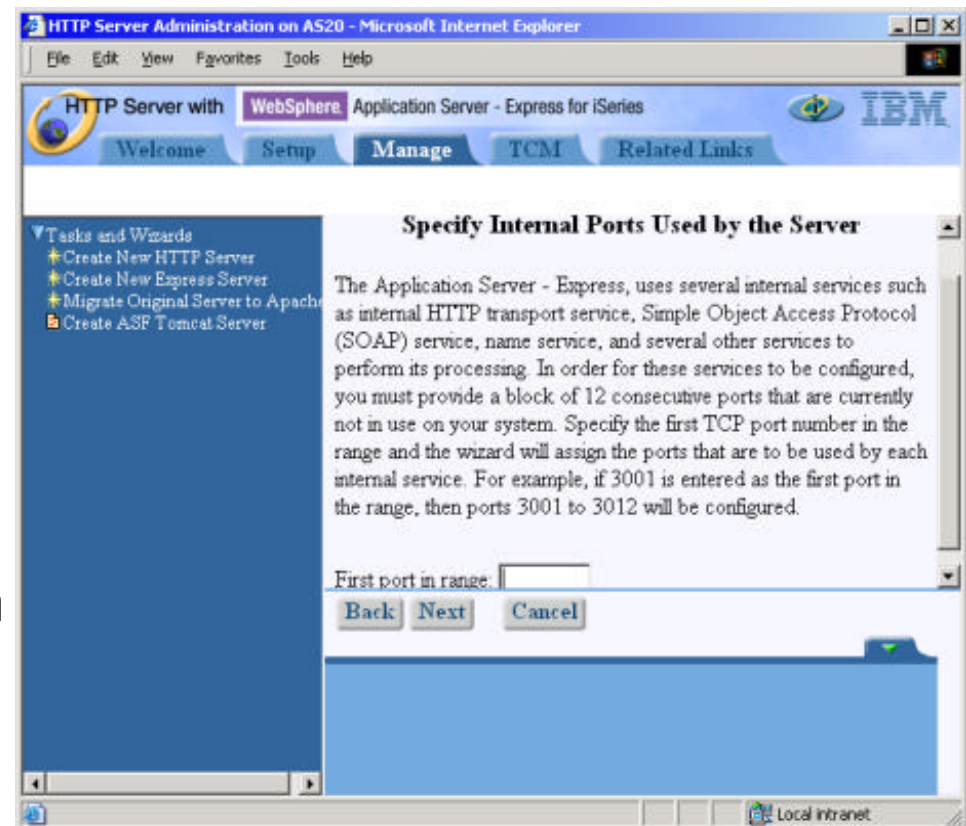 HTTP Server Administration on AS20 - Microsoft Internet Explorer
File Edit View Favorites Tools Help
HTTP Server with WebSphere Application Server - Express for iSeries
IBM
Welcome Setup Manage TCM Related Links
Tasks and Wizards
Create New HTTP Server
Create New Express Server
Migrate Original Server to Apache
Create ASF Tomcat Server
Specify Internal Ports Used by the Server
The Application Server - Express, uses several internal services such
as internal HTTP transport service, Simple Object Access Protocol
(SOAP) service, name service, and several other services to
perform its processing. In order for these services to be configured,
you must provide a block of 12 consecutive ports that are currently
not in use on your system. Specify the first TCP port number in the
range and the wizard will assign the ports that are to be used by each
internal service. For example, if 3001 is entered as the first port in
the range, then ports 3001 to 3012 will be configured.
First port in range:
Back Next Cancel
Local intranet